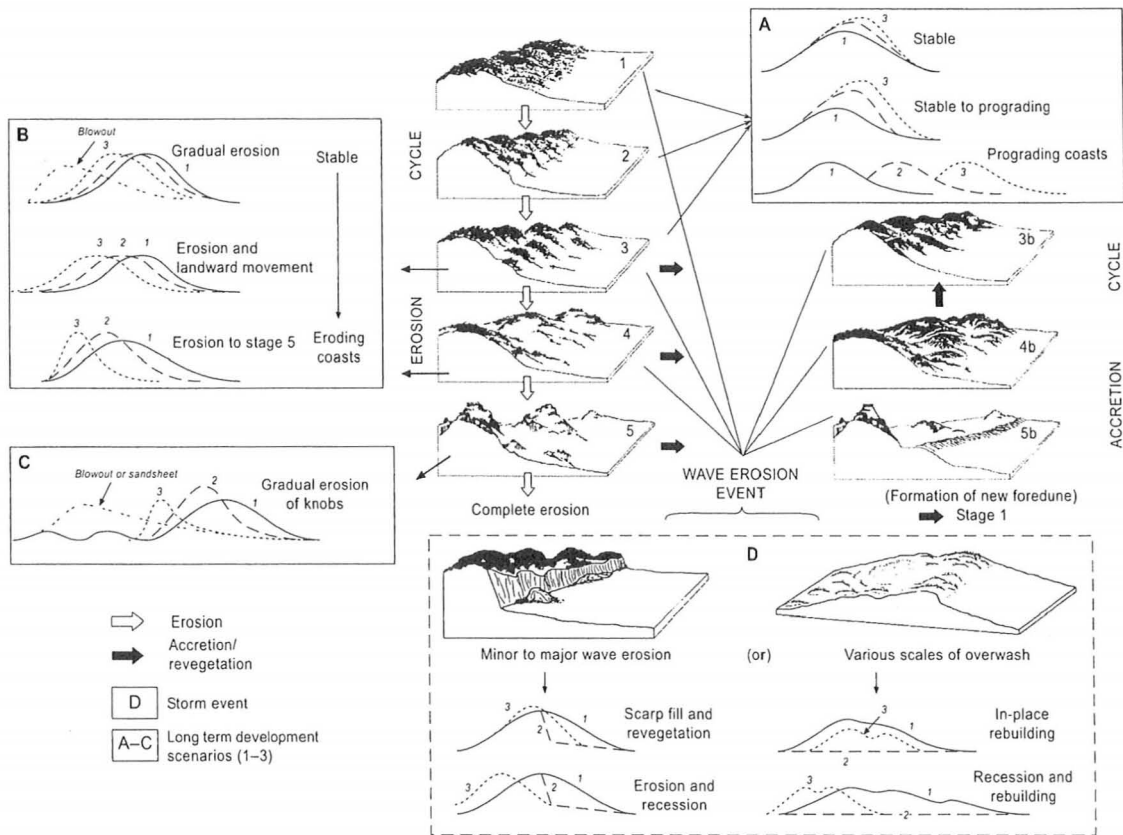 A
3
1
Stable
3
1
Stable to prograding
Prograding coasts
1
2
3
B
Blowout
3
Gradual erosion
1
Stable
3
2
1
Erosion and
landward movement
3
2
1
Erosion to stage 5
Eroding
coasts
CYCLE
EROSION
1
2
3
4
5
Complete erosion
3b
4b
5b
CYCLE
ACCRETION
(Formation of new foredune)
Stage 1
WAVE EROSION
EVENT
C
Blowout or sandsheet
3
2
1
Gradual erosion
of knobs
Erosion
Accretion/
revegetation
D
Storm event
A–C
Long term development
scenarios (1–3)
D
Minor to major wave erosion
(or)
Various scales of overwash
3
1
2
Scarp fill and
revegetation
3
2
1
Erosion and
recession
3
1
2
In-place
rebuilding
3
1
2
Recession and
rebuilding